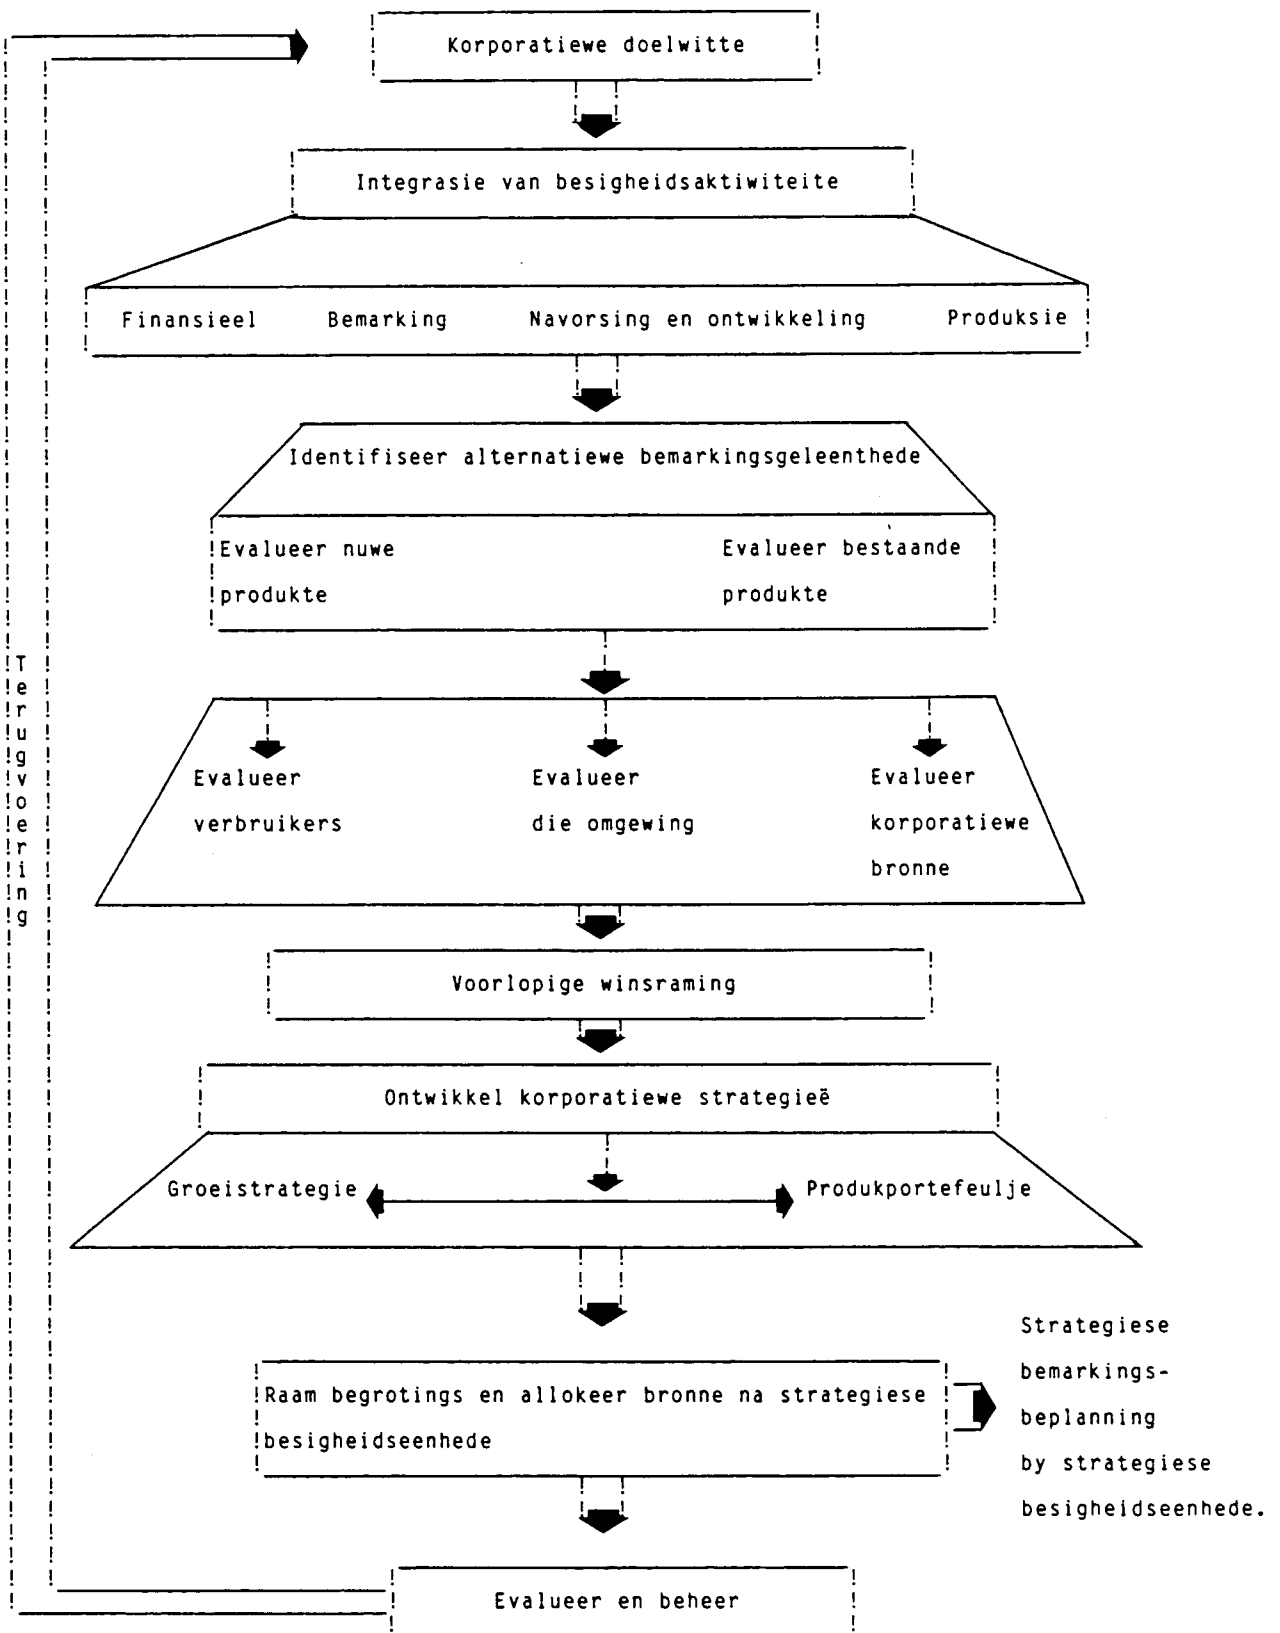 Korporatiewe doelwitte
Integrasie van besigheidsaktiwiteite
Finansieel Bemarking Navorsing en ontwikkeling Produksie
Identifiseer alternatiewe bemarkingsgeleenthede
Evalueer nuwe
produkte
Evalueer bestaande
produkte
Terugvoering
Evalueer
verbruikers
Evalueer
die omgewing
Evalueer
korporatiewe
bronne
Voorlopige winsraming
Ontwikkel korporatiewe strategieë
Groeistrategie
Produkportefeulje
Raam begrotings en allokeer bronne na strategiese
besigheidseenhede
Strategiese
bemarkings-
beplanning
by strategiese
besigheidseenhede.
Evalueer en beheer